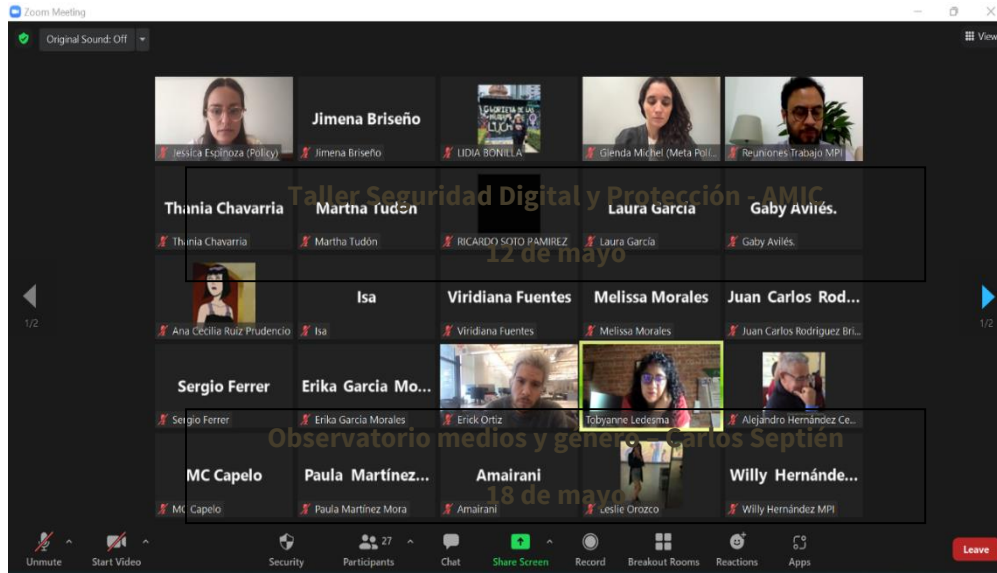 Zoom Meeting
Original Sound: Off
View
Jessica Espinoza (Policy)
Jimena Briseño
Jimena Briseño
LIDIA BONILLA
Glenda Michel (Meta Polí...
Reuniones Trabajo MPI
Taller Seguridad Digital y Protección - AMIC
12 de mayo
Thania Chavarria
Thania Chavarria
Martha Tudón
Martha Tudón
RICARDO SOTO RAMIREZ
Laura García
Laura García
Gaby Avilés.
Gaby Avilés.
Ana Cecilia Ruiz Prudencio
Isa
Isa
Viridiana Fuentes
Viridiana Fuentes
Melissa Morales
Melissa Morales
Juan Carlos Rod...
Juan Carlos Rodriguez Bri...
1/2
1/2
Sergio Ferrer
Sergio Ferrer
Erika Garcia Mo...
Erika Garcia Morales
Erick Ortiz
Tobyanne Ledesma
Alejandro Hernández Ce...
Observatorio medios y género - Carlos Septién
18 de mayo
MC Capelo
MC Capelo
Paula Martínez...
Paula Martínez Mora
Amairani
Amairani
Leslie Orozco
Willy Hernánde...
Willy Hernández MPI
Unmute
Start Video
Security
27
Participants
Chat
Share Screen
Record
Breakout Rooms
Reactions
Apps
Leave